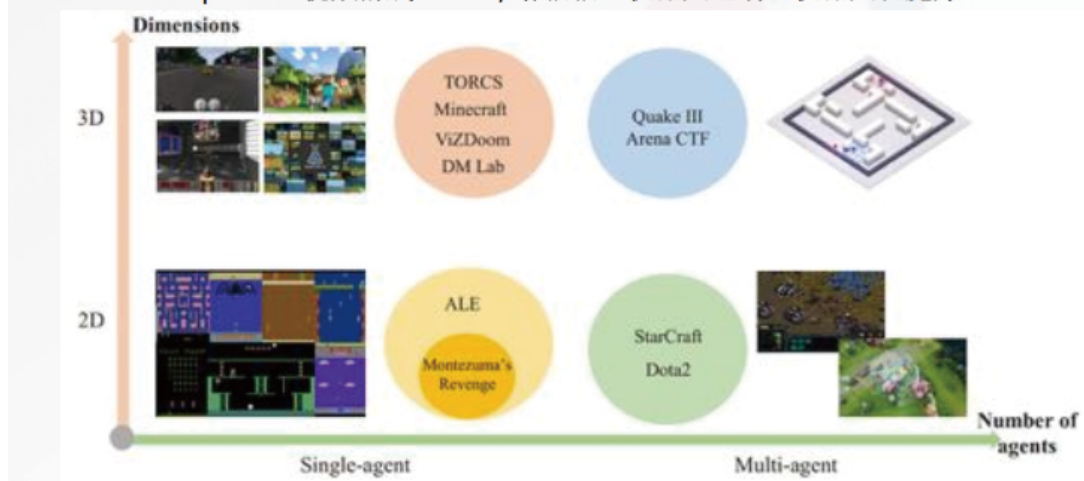 Dimensions
3D
TORCS
Minecraft
ViZDoom
DM Lab
Quake III
Arena CTF
2D
ALE
Montezuma's
Revenge
StarCraft
Dota2
Number of
agents
Single-agent
Multi-agent